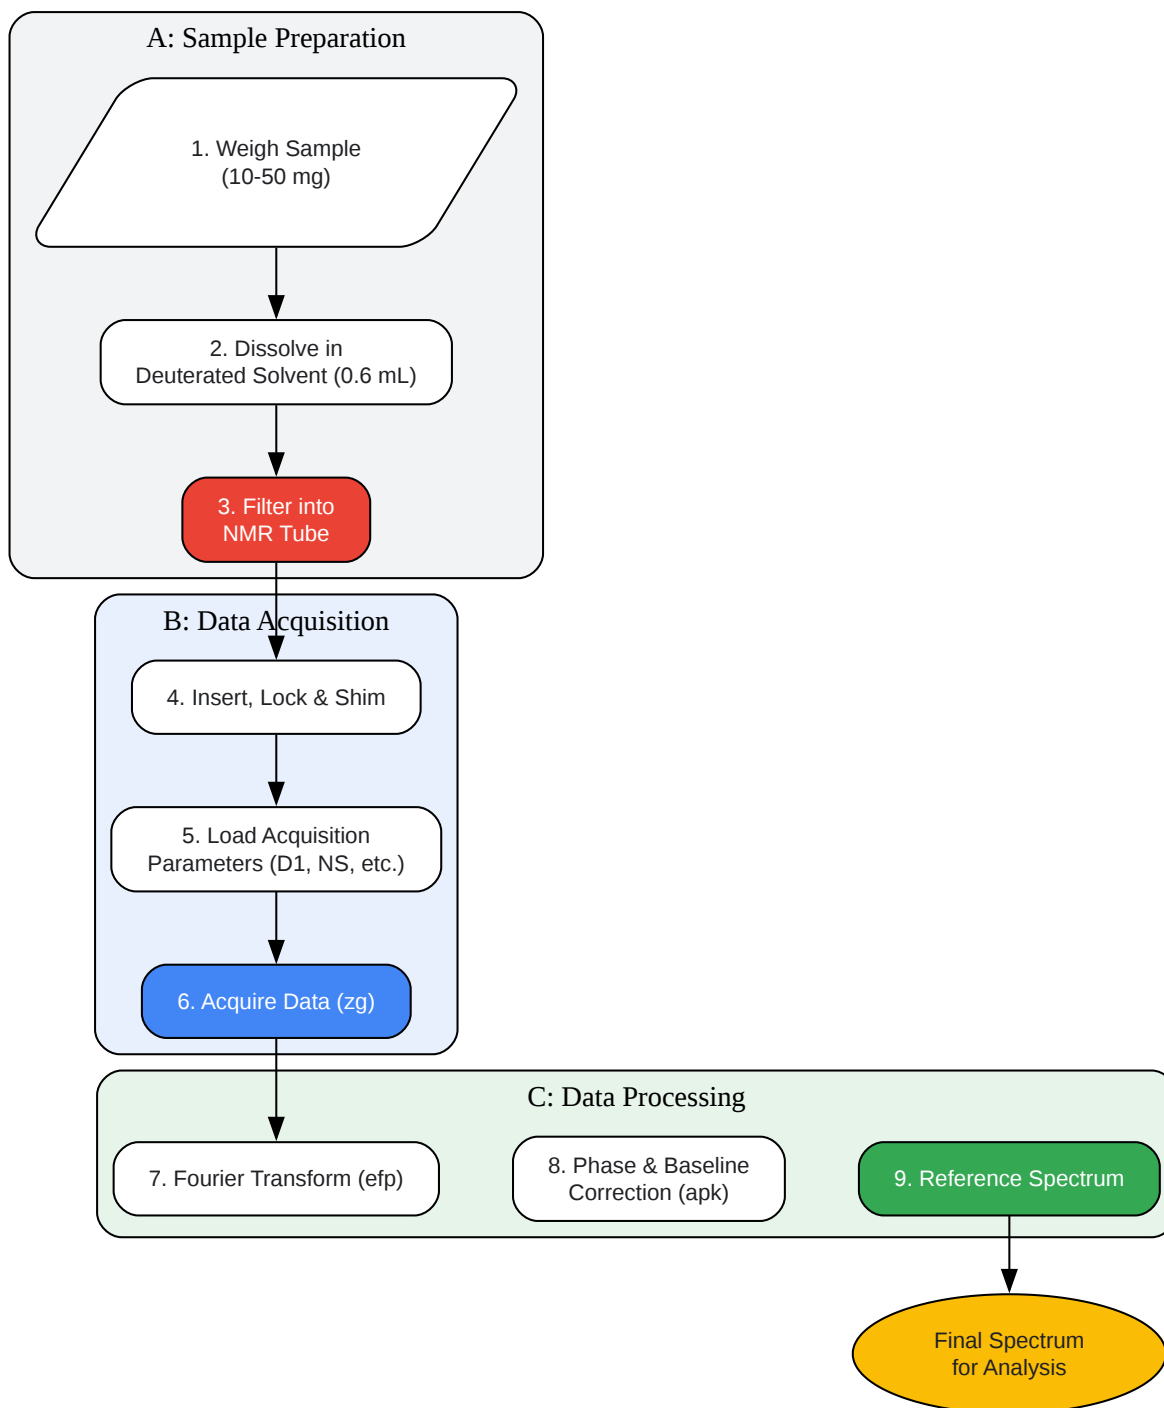 A: Sample Preparation
1. Weigh Sample
(10-50 mg)
2. Dissolve in
Deuterated Solvent (0.6 mL)
3. Filter into
NMR Tube
B: Data Acquisition
4. Insert, Lock & Shim
5. Load Acquisition
Parameters (D1, NS, etc.)
6. Acquire Data (zg)
C: Data Processing
7. Fourier Transform (efp)
8. Phase & Baseline
Correction (apk)
9. Reference Spectrum
Final Spectrum
for Analysis